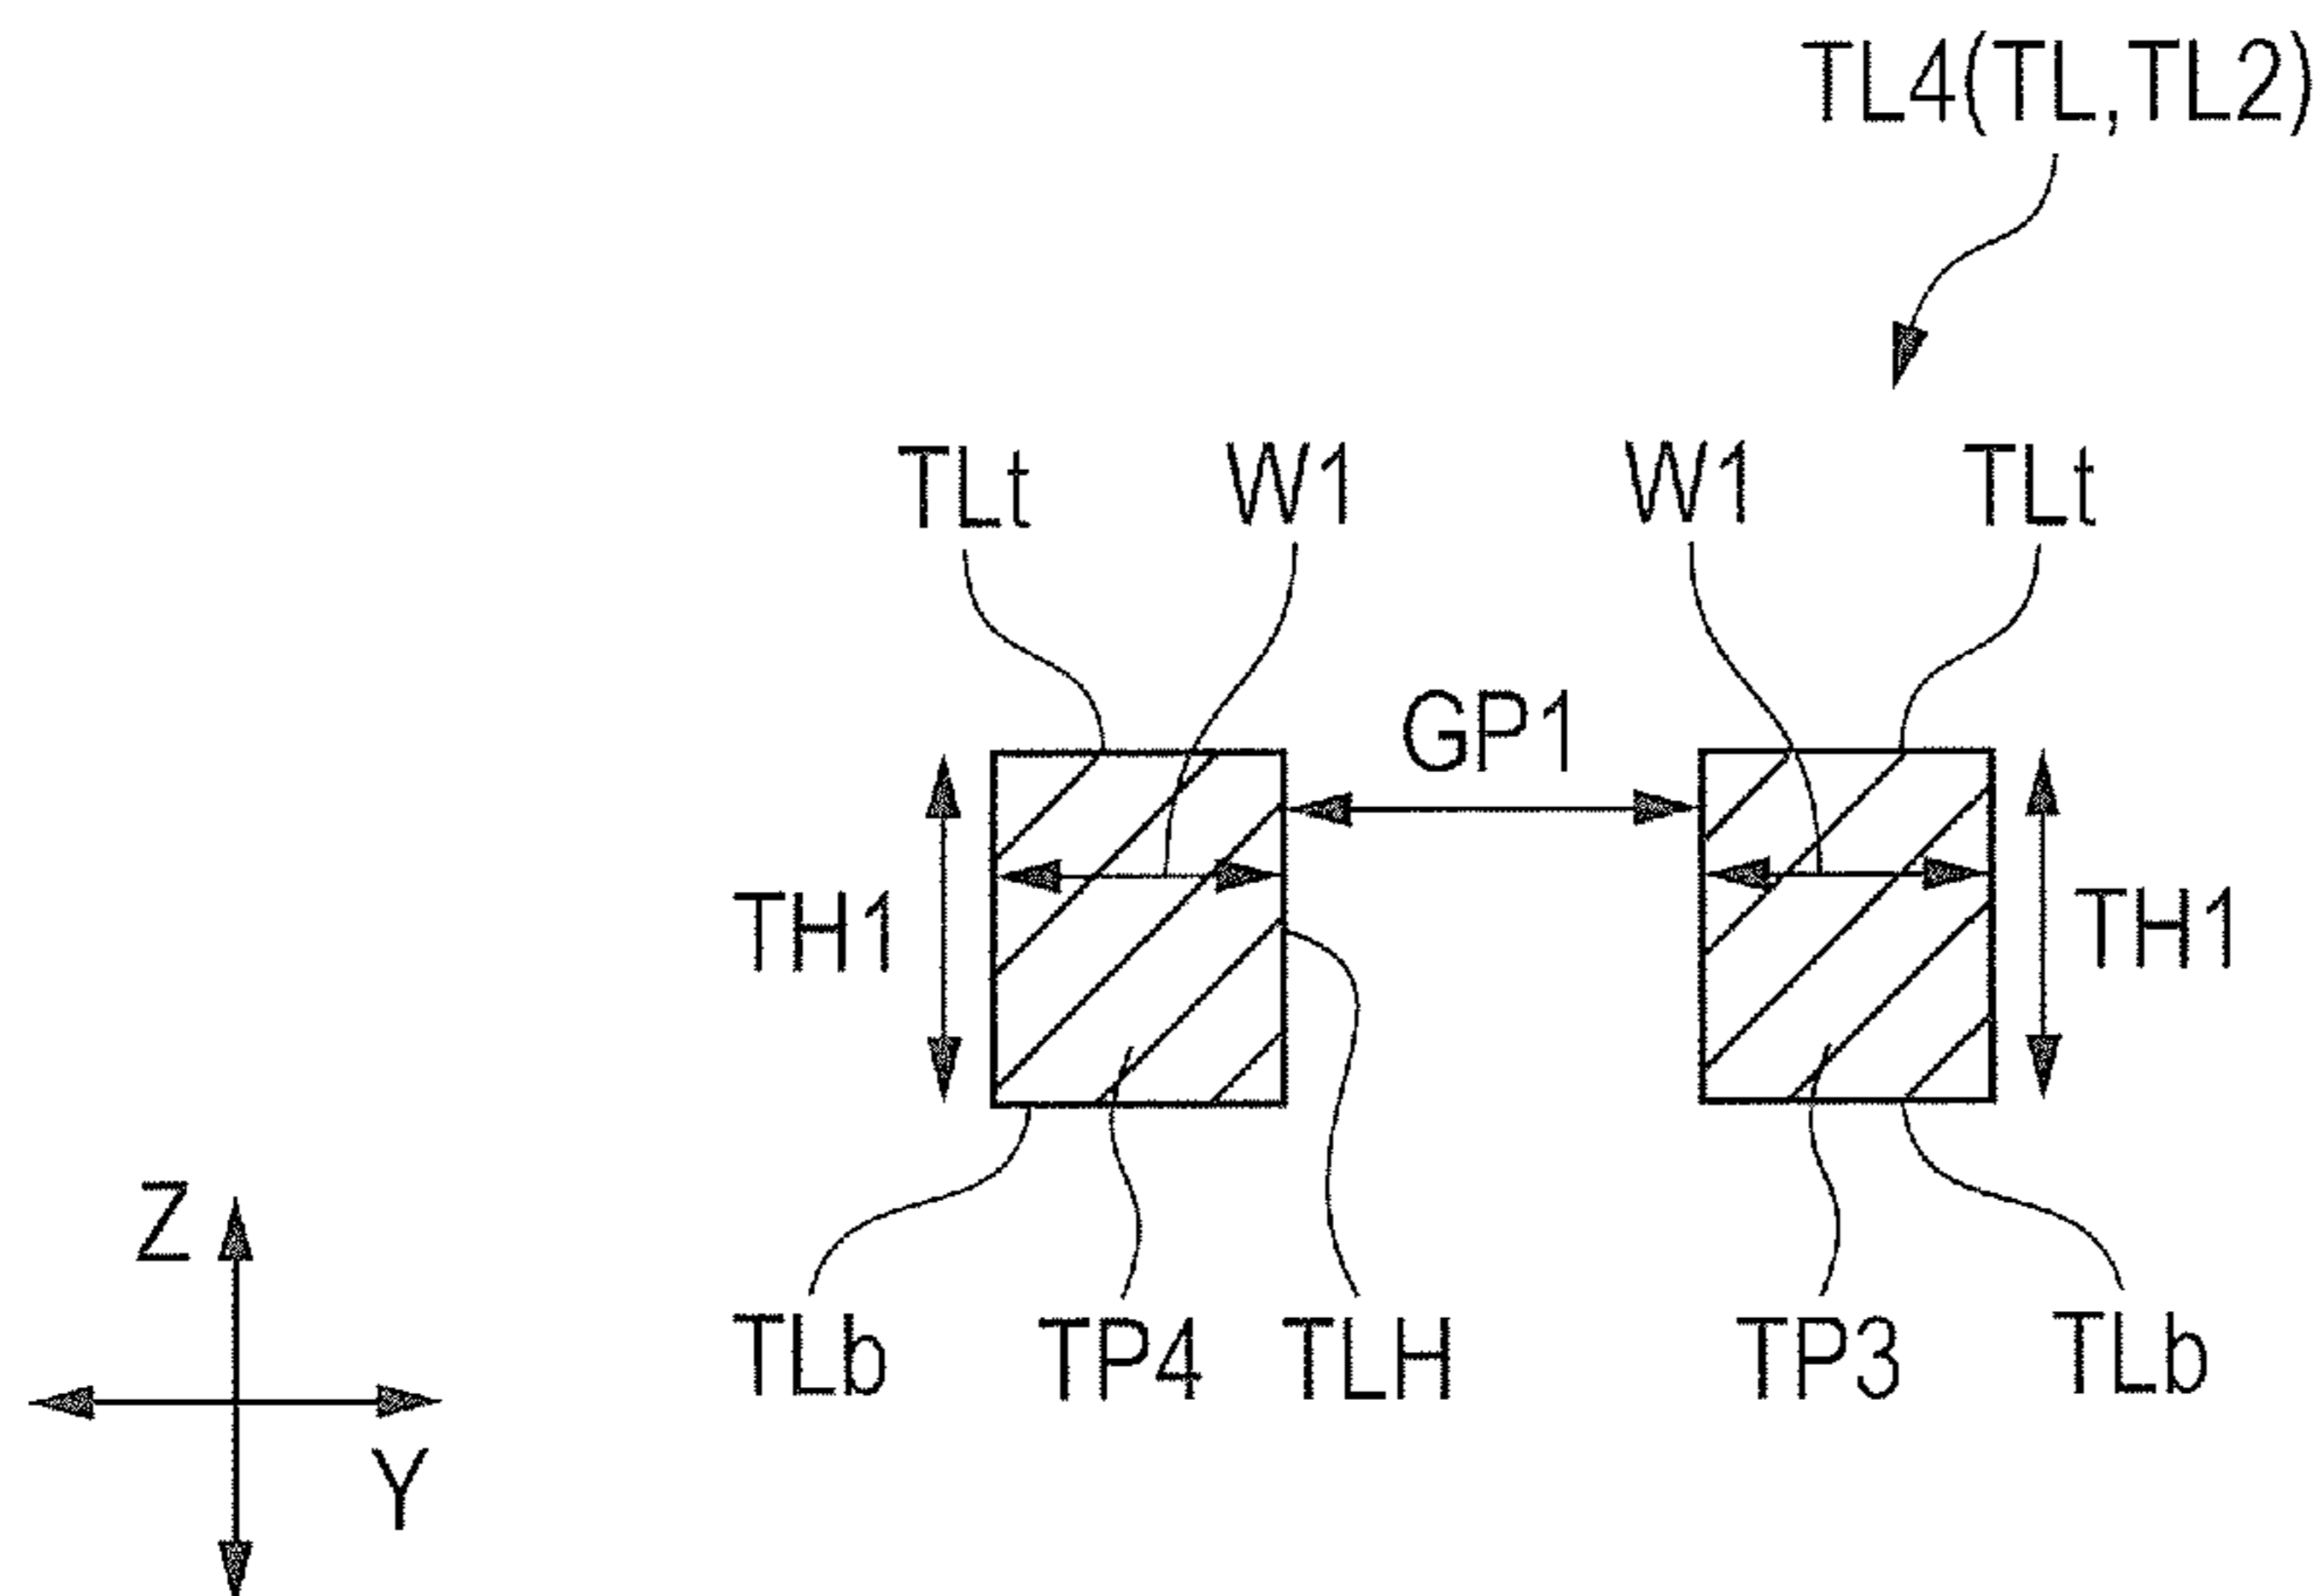 TL4(TL,TL2)
TLt W1 W1 TLt
GP1
TH1 TH1
Z
TLb TP4 TLH TP3 TLb
Y